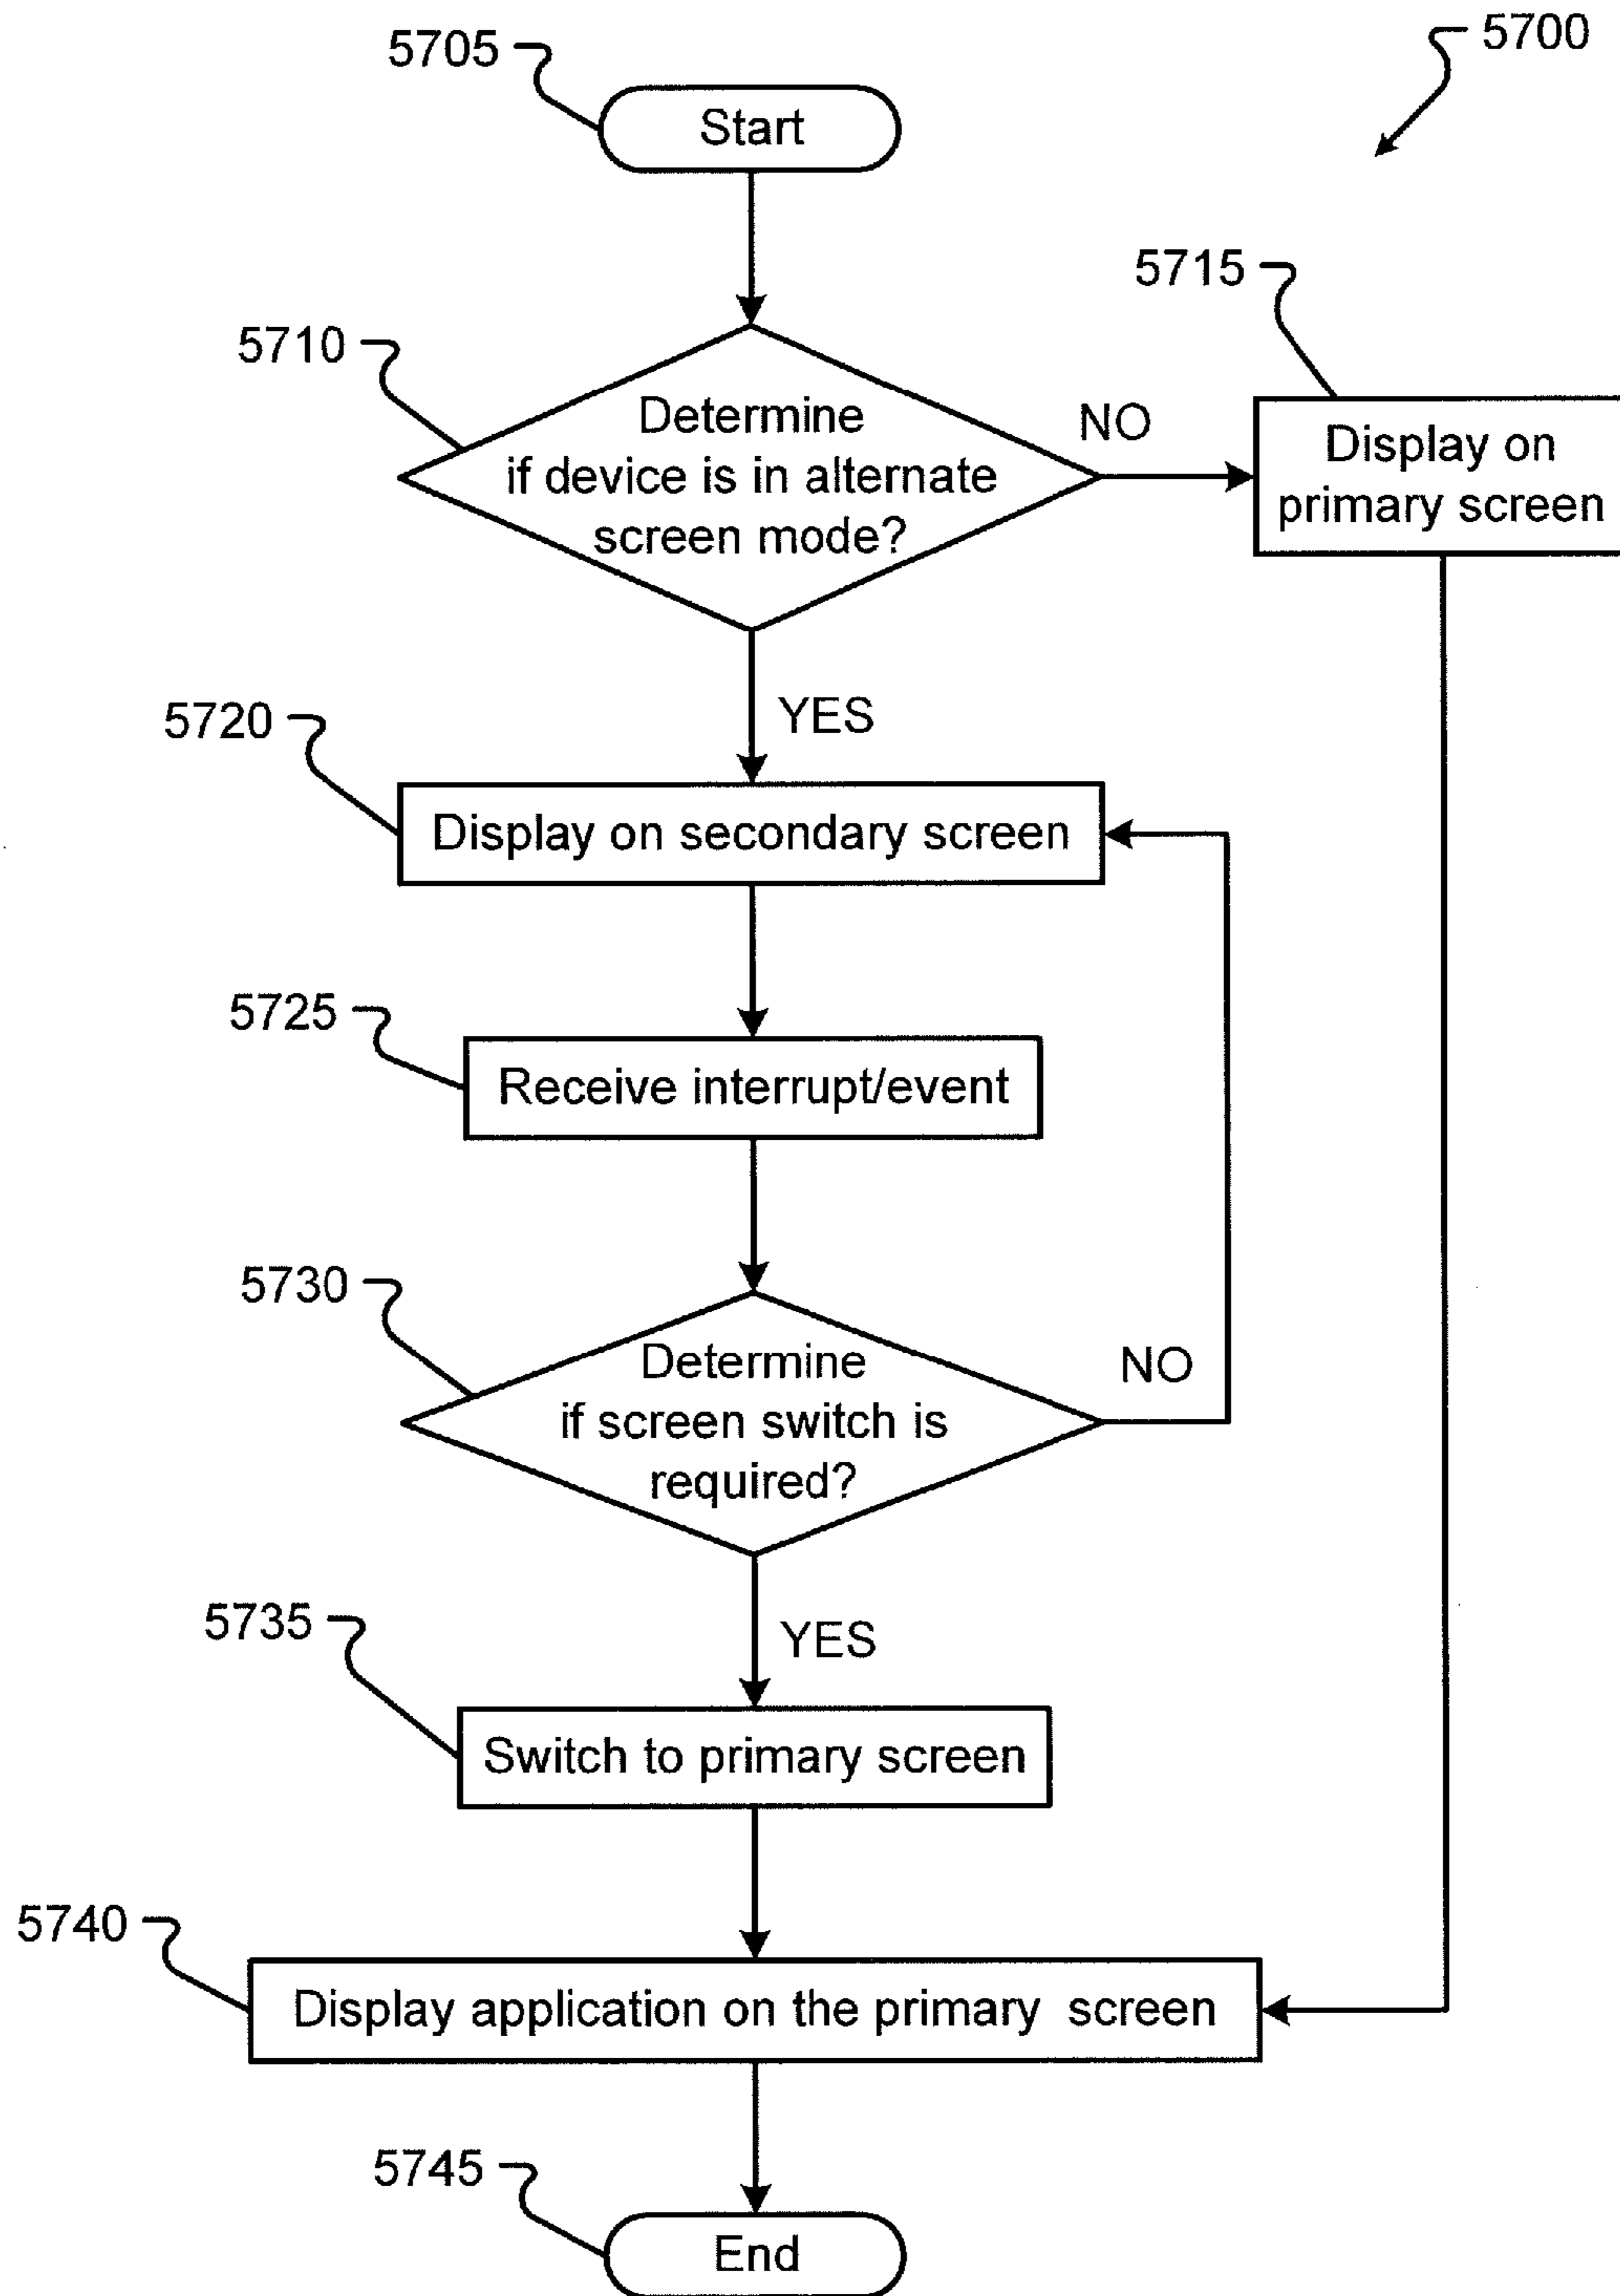 5700
5705
Start
5710
Determine
if device is in alternate
screen mode?
NO
5715
Display on
primary screen
YES
5720
Display on secondary screen
5725
Receive interrupt/event
5730
Determine
if screen switch is
required?
NO
YES
5735
Switch to primary screen
5740
Display application on the primary screen
5745
End